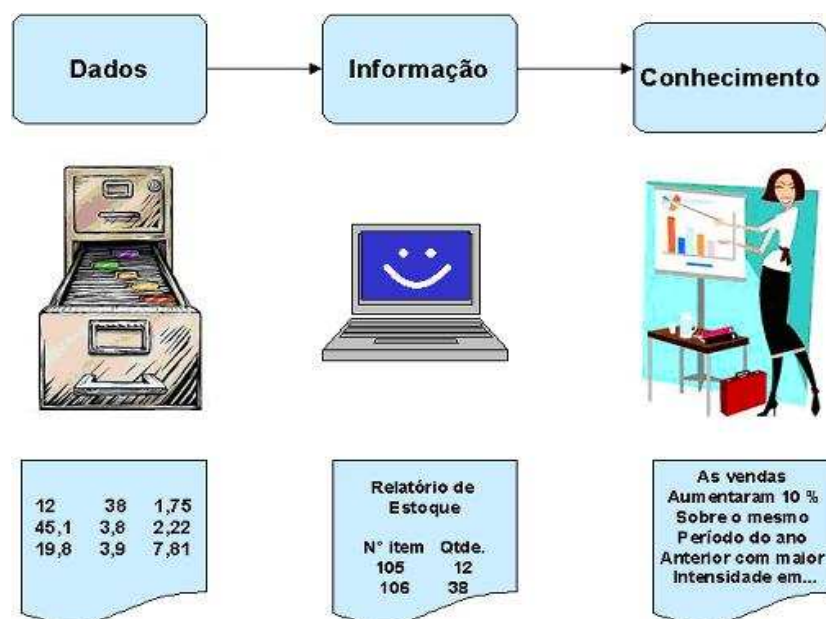 Dados
Informação
Conhecimento
12 38 1,75
45,1 3,8 2,22
19,8 3,9 7,81
Relatório de
Estoque
N° item Qtde.
105 12
106 38
As vendas
Aumentaram 10 %
Sobre o mesmo
Período do ano
Anterior com maior
Intensidade em...